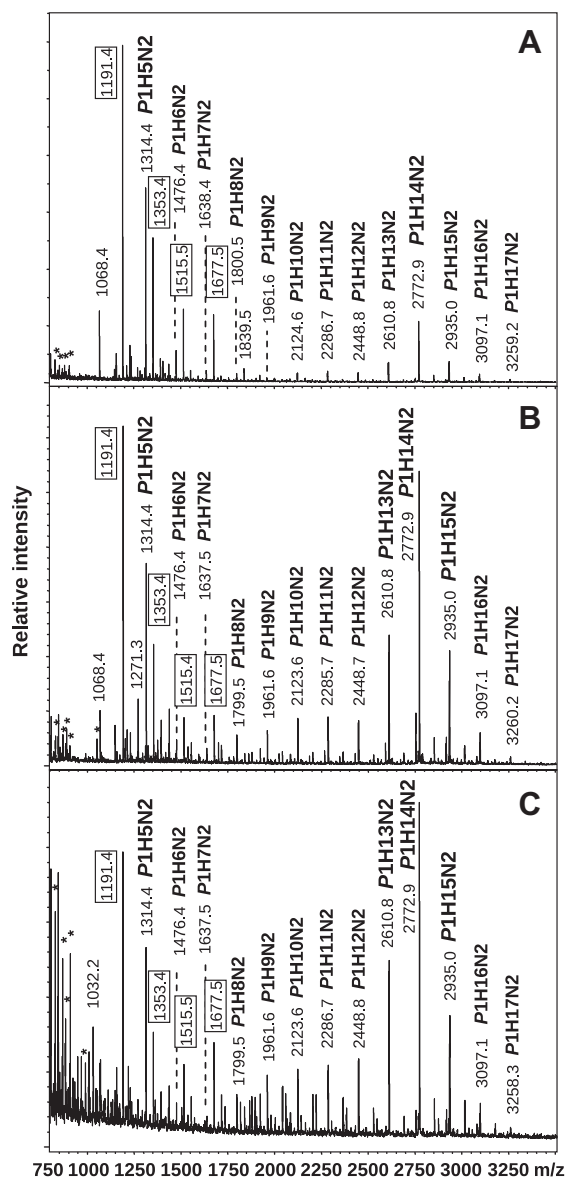 Relative intensity
A
1068.4
1191.4
1314.4 P1H5N2
1353.4
1476.4 P1H6N2
1515.5
1638.4 P1H7N2
1677.5
1800.5 P1H8N2
1839.5
1961.6 P1H9N2
2124.6 P1H10N2
2286.7 P1H11N2
2448.8 P1H12N2
2610.8 P1H13N2
2772.9 P1H14N2
2935.0 P1H15N2
3097.1 P1H16N2
3259.2 P1H17N2
B
1068.4
1191.4
1271.3
1314.4 P1H5N2
1353.4
1476.4 P1H6N2
1515.4
1637.5 P1H7N2
1677.5
1799.5 P1H8N2
1961.6 P1H9N2
2123.6 P1H10N2
2285.7 P1H11N2
2448.7 P1H12N2
2610.8 P1H13N2
2772.9 P1H14N2
2935.0 P1H15N2
3097.1 P1H16N2
3260.2 P1H17N2
C
1032.2
1191.4
1314.4 P1H5N2
1353.4
1476.4 P1H6N2
1515.5
1637.5 P1H7N2
1677.5
1799.5 P1H8N2
1961.6 P1H9N2
2123.6 P1H10N2
2286.7 P1H11N2
2448.8 P1H12N2
2610.8 P1H13N2
2772.9 P1H14N2
2935.0 P1H15N2
3097.1 P1H16N2
3258.3 P1H17N2
750 1000 1250 1500 1750 2000 2250 2500 2750 3000 3250 m/z